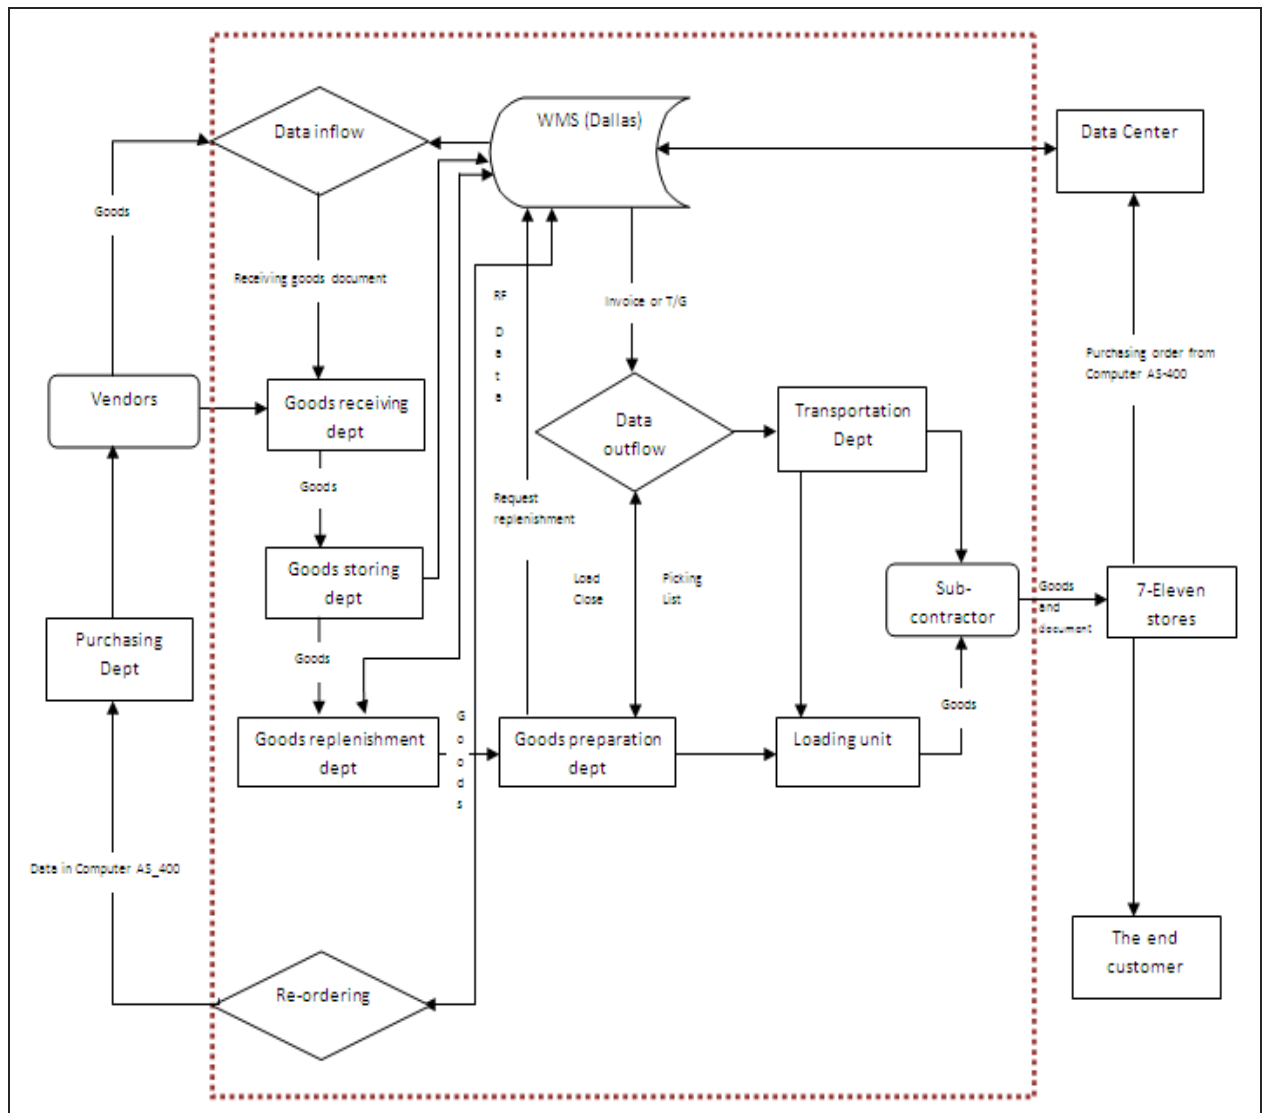 Data inflow
WMS (Dallas)
Data Center
Goods
Receiving goods document
RF
Data
Invoice or T/G
Purchasing order from
Computer AS-400
Vendors
Goods receiving
dept
Data
outflow
Transportation
Dept
Goods
Request
replenishment
Goods storing
dept
Load
Close
Picking
List
Sub-
contractor
Goods
and
document
7-Eleven
stores
Purchasing
Dept
Goods
Goods
Goods replenishment
dept
Goods
Goods preparation
dept
Loading unit
Data in Computer AS_400
Re-ordering
The end
customer